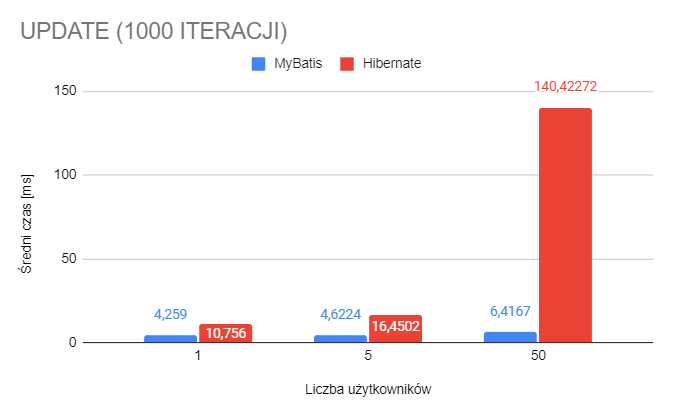 UPDATE (1000 ITERACJI)
MyBatis Hibernate
150
100
50
0
Średni czas [ms]
4,259
10,756
4,6224
16,4502
6,4167
140,42272
1 5 50
Liczba użytkowników